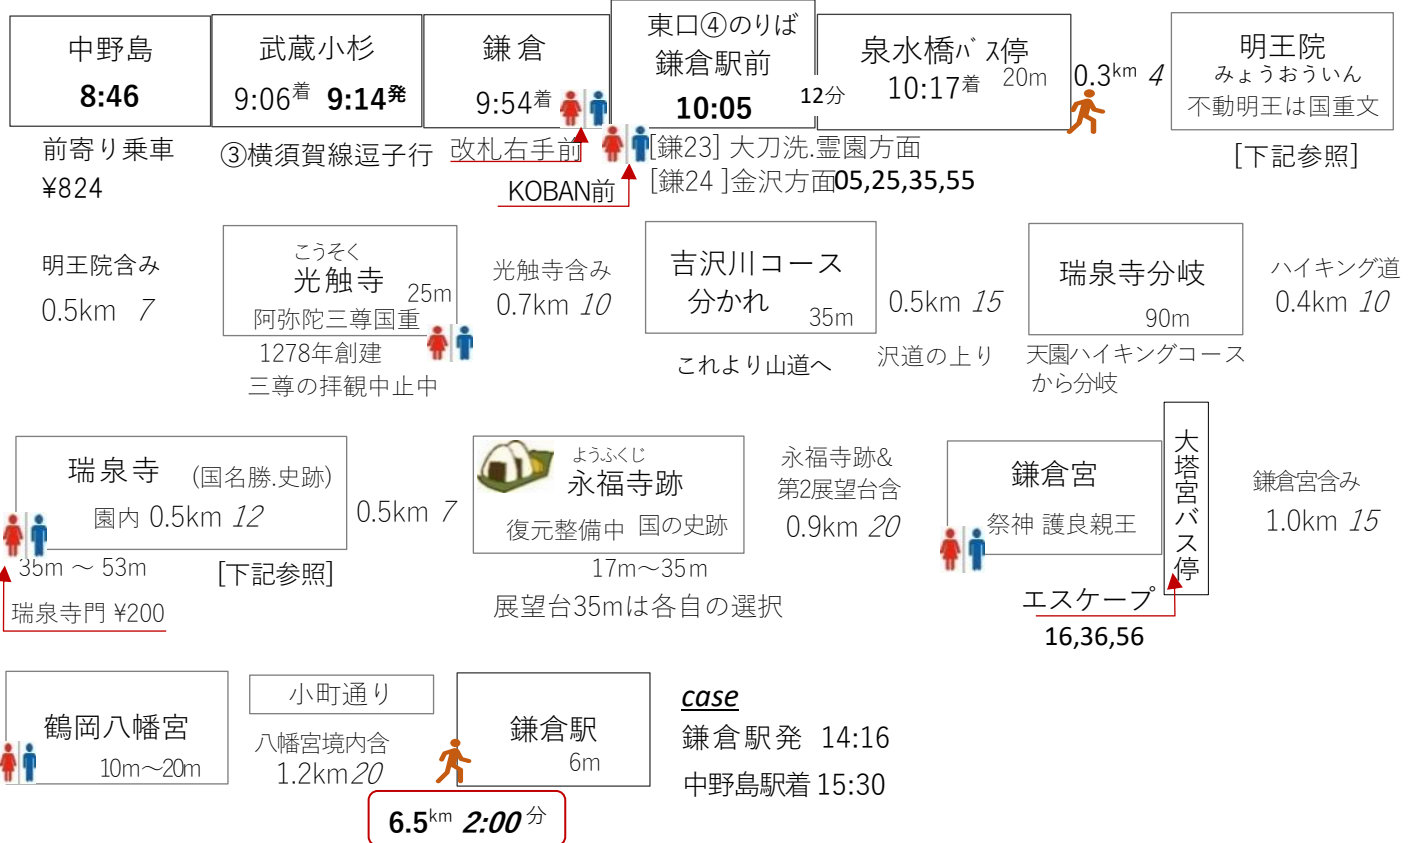 中野島
8:46
前寄り乗車
¥824
武蔵小杉
9:06着 9:14発
③横須賀線逗子行
鎌倉
9:54着
改札右手前
KOBAN前
東口④のりば
鎌倉駅前
10:05
12分
[鎌23] 大刀洗.霊園方面
[鎌24 ]金沢方面05,25,35,55
泉水橋バス停
10:17着 20m
0.3km 4
明王院
みょうおういん
不動明王は国重文
[下記参照]
明王院含み
0.5km 7
こうそく
光触寺 25m
阿弥陀三尊国重
1278年創建
三尊の拝観中止中
光触寺含み
0.7km 10
吉沢川コース
分かれ 35m
これより山道へ
0.5km 15
沢道の上り
瑞泉寺分岐
90m
天園ハイキングコース
から分岐
ハイキング道
0.4km 10
瑞泉寺 (国名勝.史跡)
園内 0.5km 12
35m ～ 53m [下記参照]
瑞泉寺門 ¥200
0.5km 7
ようふくじ
永福寺跡
復元整備中 国の史跡
17m～35m
展望台35mは各自の選択
永福寺跡&
第2展望台含
0.9km 20
鎌倉宮
祭神 護良親王
大塔宮バス停
エスケープ
16,36,56
鎌倉宮含み
1.0km 15
鶴岡八幡宮
10m～20m
小町通り
八幡宮境内含
1.2km20
鎌倉駅
6m
6.5km 2:00分
case
鎌倉駅発 14:16
中野島駅着 15:30